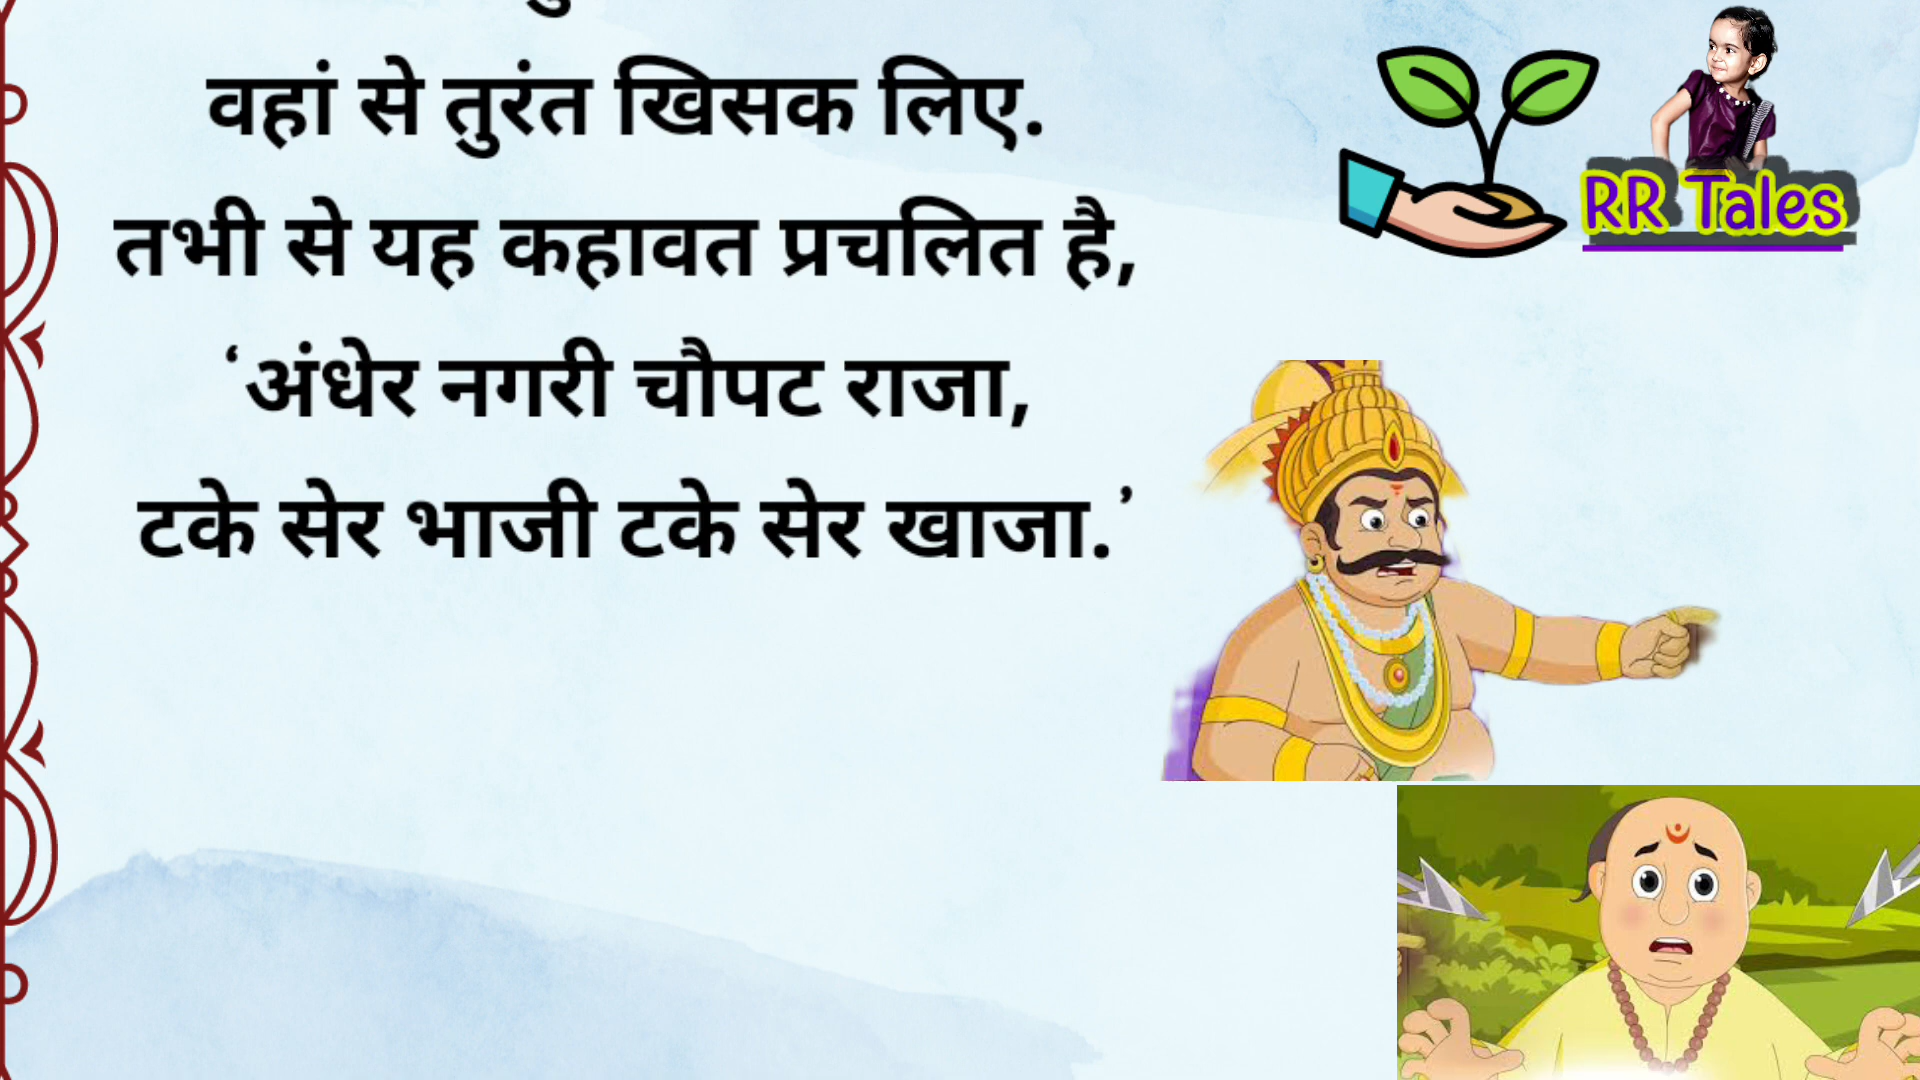 वहां से तुरंत खिसक लिए.
तभी से यह कहावत प्रचलित है,
‘अंधेर नगरी चौपट राजा,
टके सेर भाजी टके सेर खाजा.’
RR Tales